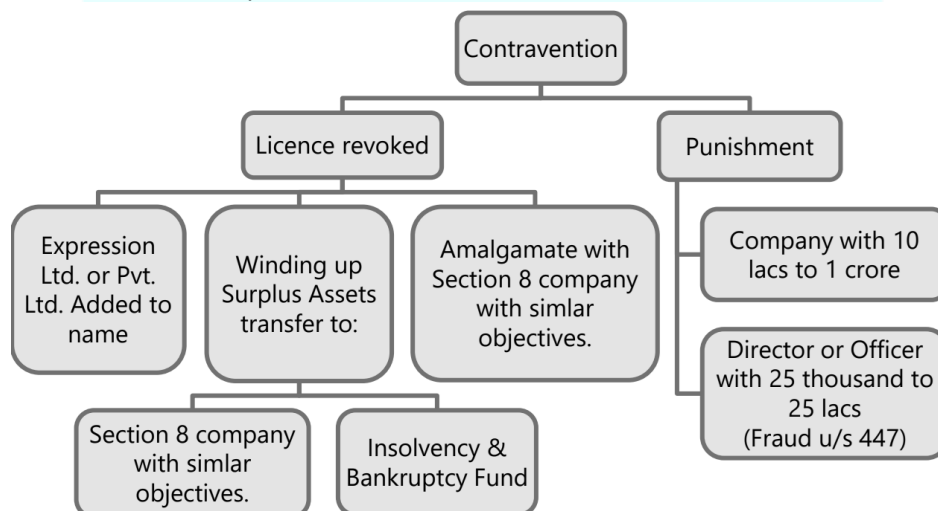 Contravention
Licence revoked
Punishment
Expression
Ltd. or Pvt.
Ltd. Added to
name
Winding up
Surplus Assets
transfer to:
Amalgamate with
Section 8 company
with simlar
objectives.
Company with 10
lacs to 1 crore
Director or Officer
with 25 thousand to
25 lacs
(Fraud u/s 447)
Section 8 company
with simlar
objectives.
Insolvency &
Bankruptcy Fund